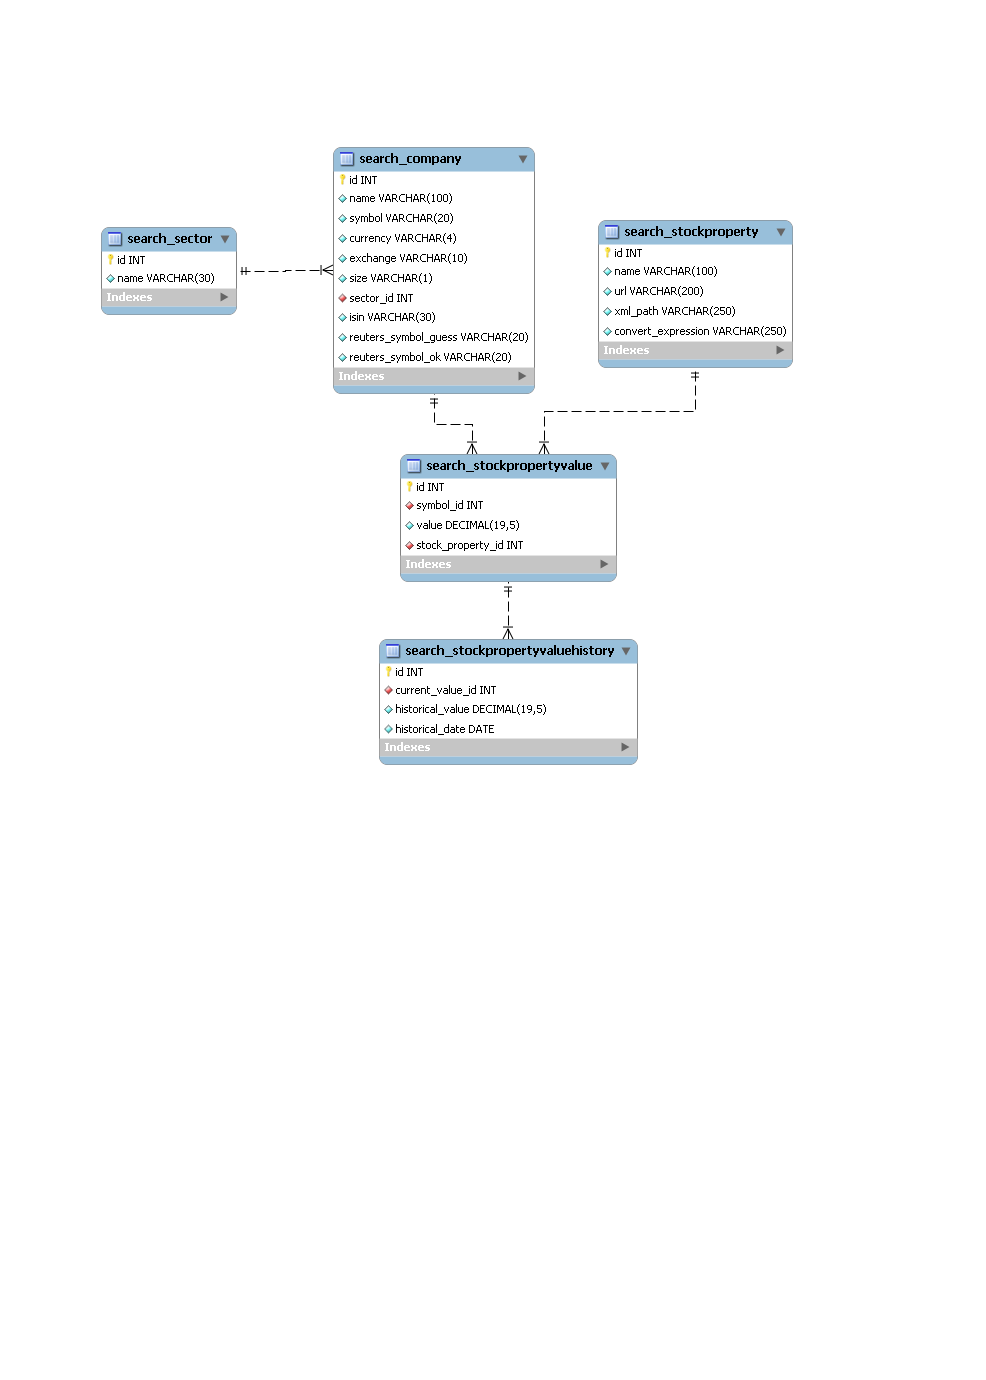 search_company
id INT
name VARCHAR(100)
symbol VARCHAR(20)
currency VARCHAR(4)
exchange VARCHAR(10)
size VARCHAR(1)
sector_id INT
isin VARCHAR(30)
reuters_symbol_guess VARCHAR(20)
reuters_symbol_ok VARCHAR(20)
Indexes
search_sector
id INT
name VARCHAR(30)
Indexes
search_stockproperty
id INT
name VARCHAR(100)
url VARCHAR(200)
xml_path VARCHAR(250)
convert_expression VARCHAR(250)
Indexes
search_stockpropertyvalue
id INT
symbol_id INT
value DECIMAL(19,5)
stock_property_id INT
Indexes
search_stockpropertyvaluehistory
id INT
current_value_id INT
historical_value DECIMAL(19,5)
historical_date DATE
Indexes